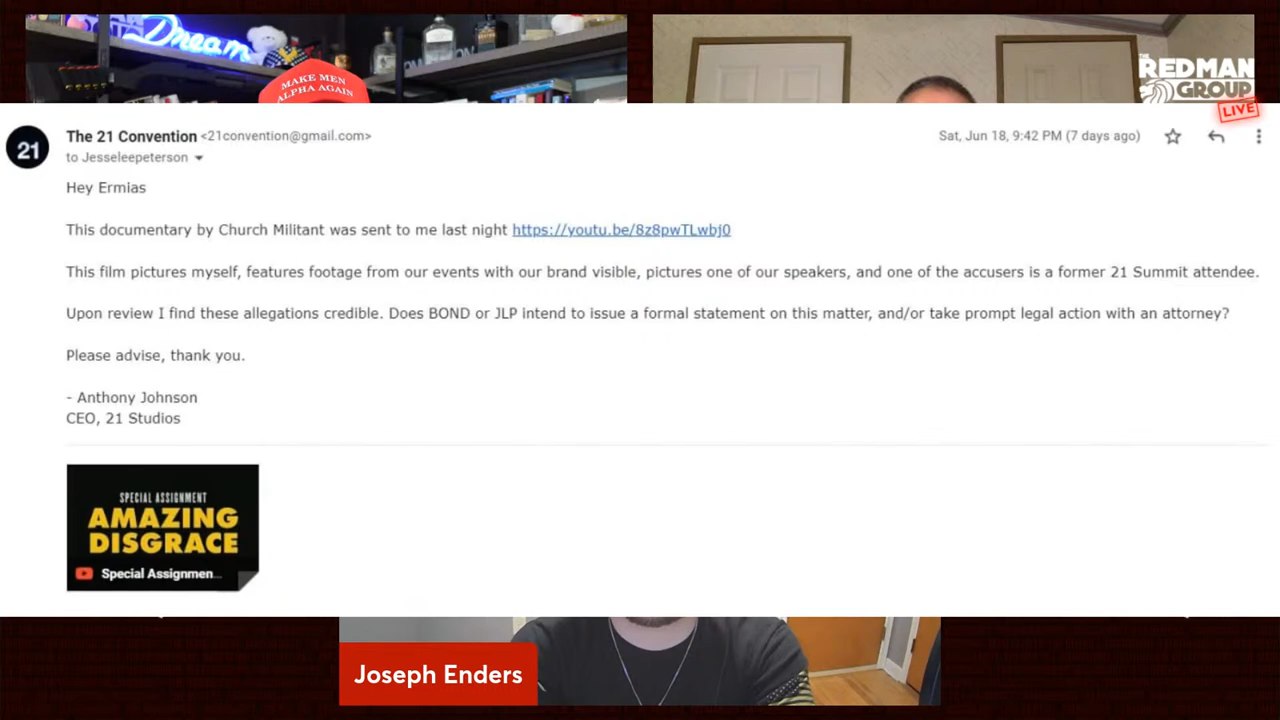 Dream
MAKE MEN
ALPHA AGAIN
THE
REDMAN
GROUP
LIVE
21
The 21 Convention <21convention@gmail.com>
Sat, Jun 18, 9:42 PM (7 days ago)
to Jesseleepeterson
Hey Ermias
This documentary by Church Militant was sent to me last night https://youtu.be/8z8pwTLwbj0
This film pictures myself, features footage from our events with our brand visible, pictures one of our speakers, and one of the accusers is a former 21 Summit attendee.
Upon review I find these allegations credible. Does BOND or JLP intend to issue a formal statement on this matter, and/or take prompt legal action with an attorney?
Please advise, thank you.
- Anthony Johnson
CEO, 21 Studios
SPECIAL ASSIGNMENT
AMAZING
DISGRACE
Special Assignmen...
Joseph Enders